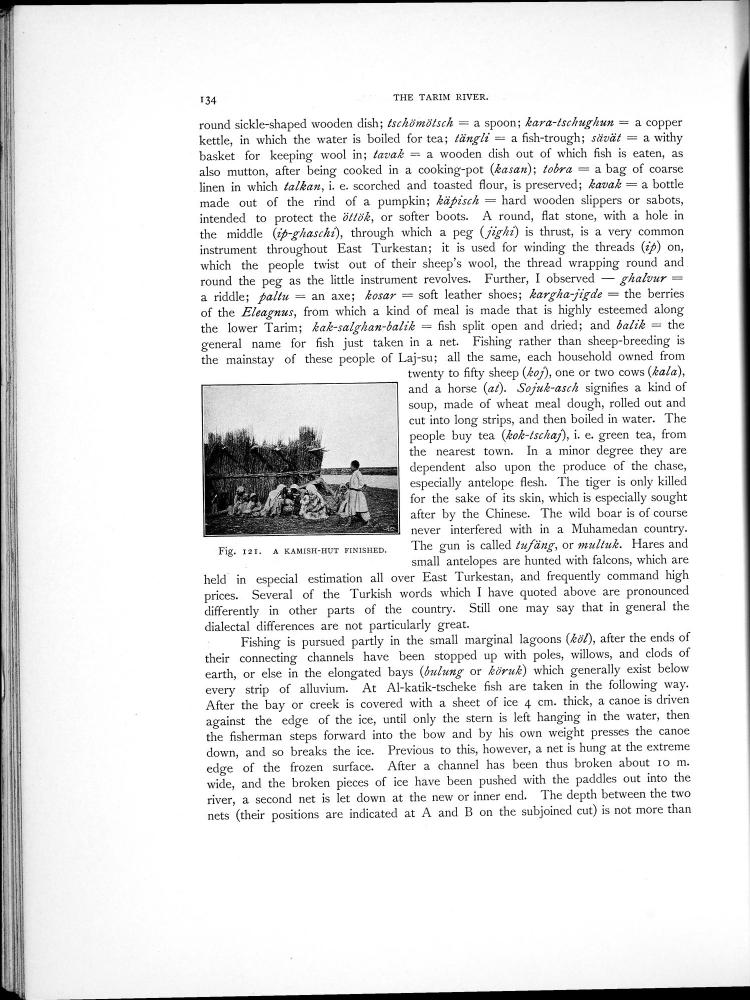 134
THE TARIM RIVER.
round sickle-shaped wooden dish; tschömötsch = a spoon; kara-tschughun = a copper
kettle, in which the water is boiled for tea; tängli = a fish-trough; sävät = a withy
basket for keeping wool in; tavak = a wooden dish out of which fish is eaten, as
also mutton, after being cooked in a cooking-pot (kasan); tobra = a bag of coarse
linen in which talkan, i. e. scorched and toasted flour, is preserved; kavak = a bottle
made out of the rind of a pumpkin; käpisch = hard wooden slippers or sabots,
intended to protect the öttök, or softer boots. A round, flat stone, with a hole in
the middle (ip-ghaschi), through which a peg (jighi) is thrust, is a very common
instrument throughout East Turkestan; it is used for winding the threads (ip) on,
which the people twist out of their sheep's wool, the thread wrapping round and
round the peg as the little instrument revolves. Further, I observed — ghalvur =
a riddle; paltu = an axe; kosar = soft leather shoes; kargha-jigde = the berries
of the Eleagnus, from which a kind of meal is made that is highly esteemed along
the lower Tarim; kak-salghan-balik = fish split open and dried; and balik = the
general name for fish just taken in a net. Fishing rather than sheep-breeding is
the mainstay of these people of Laj-su; all the same, each household owned from
twenty to fifty sheep (koj), one or two cows (kala),
and a horse (at). Sojuk-asch signifies a kind of
soup, made of wheat meal dough, rolled out and
cut into long strips, and then boiled in water. The
people buy tea (kok-tschaj), i. e. green tea, from
the nearest town. In a minor degree they are
dependent also upon the produce of the chase,
especially antelope flesh. The tiger is only killed
for the sake of its skin, which is especially sought
after by the Chinese. The wild boar is of course
never interfered with in a Muhamedan country.
The gun is called tufäng, or multuk. Hares and
small antelopes are hunted with falcons, which are
Fig. 121. A KAMISH-HUT FINISHED.
held in especial estimation all over East Turkestan, and frequently command high
prices. Several of the Turkish words which I have quoted above are pronounced
differently in other parts of the country. Still one may say that in general the
dialectal differences are not particularly great.
Fishing is pursued partly in the small marginal lagoons (köl), after the ends of
their connecting channels have been stopped up with poles, willows, and clods of
earth, or else in the elongated bays (bulung or köruk) which generally exist below
every strip of alluvium. At Al-katik-tscheke fish are taken in the following way.
After the bay or creek is covered with a sheet of ice 4 cm. thick, a canoe is driven
against the edge of the ice, until only the stern is left hanging in the water, then
the fisherman steps forward into the bow and by his own weight presses the canoe
down, and so breaks the ice. Previous to this, however, a net is hung at the extreme
edge of the frozen surface. After a channel has been thus broken about 10 m.
wide, and the broken pieces of ice have been pushed with the paddles out into the
river, a second net is let down at the new or inner end. The depth between the two
nets (their positions are indicated at A and B on the subjoined cut) is not more than